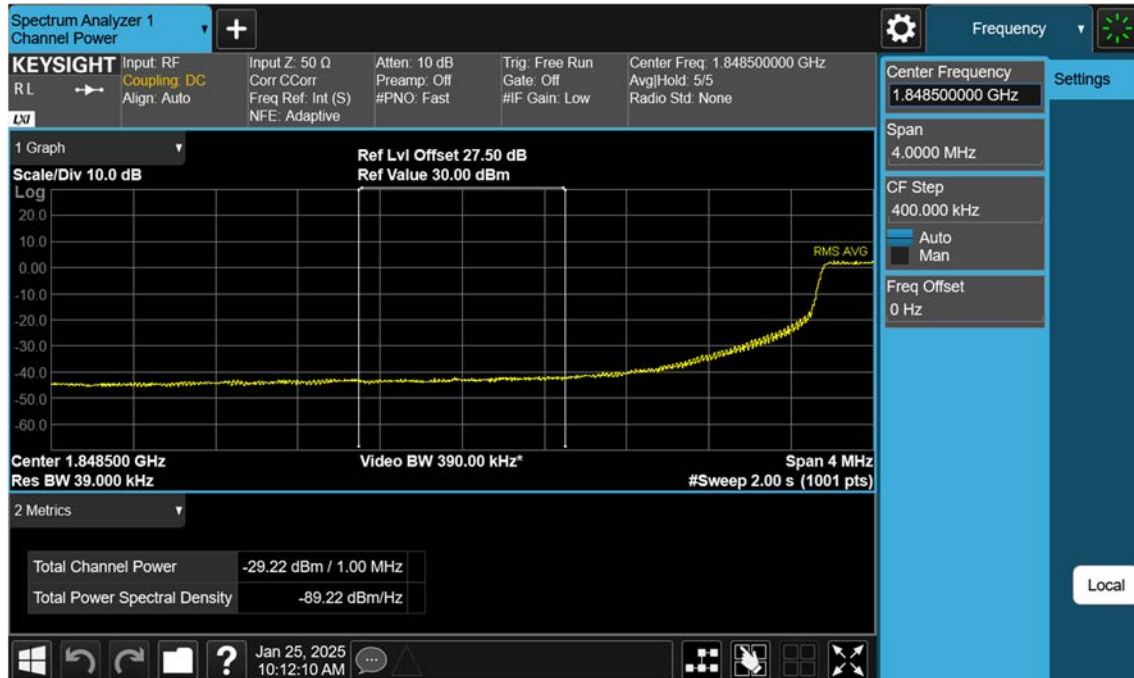 Spectrum Analyzer 1
Channel Power
Frequency
KEYSIGHT
R L
LXI
Input: RF
Coupling: DC
Align: Auto
Input Z: 50 Ω
Corr CCorr
Freq Ref: Int (S)
NFE: Adaptive
Atten: 10 dB
Preamp: Off
#PNO: Fast
Trig: Free Run
Gate: Off
#IF Gain: Low
Center Freq: 1.848500000 GHz
Avg|Hold: 5/5
Radio Std: None
Center Frequency
1.848500000 GHz
Settings
Span
4.0000 MHz
CF Step
400.000 kHz
Auto
Man
Freq Offset
0 Hz
1 Graph
Scale/Div 10.0 dB
Ref Lvl Offset 27.50 dB
Ref Value 30.00 dBm
Log
20.0
10.0
0.00
-10.0
-20.0
-30.0
-40.0
-50.0
-60.0
RMS AVG
Center 1.848500 GHz
Res BW 39.000 kHz
Video BW 390.00 kHz*
Span 4 MHz
#Sweep 2.00 s (1001 pts)
2 Metrics
Total Channel Power -29.22 dBm / 1.00 MHz
Total Power Spectral Density -89.22 dBm/Hz
Local
?
Jan 25, 2025
10:12:10 AM